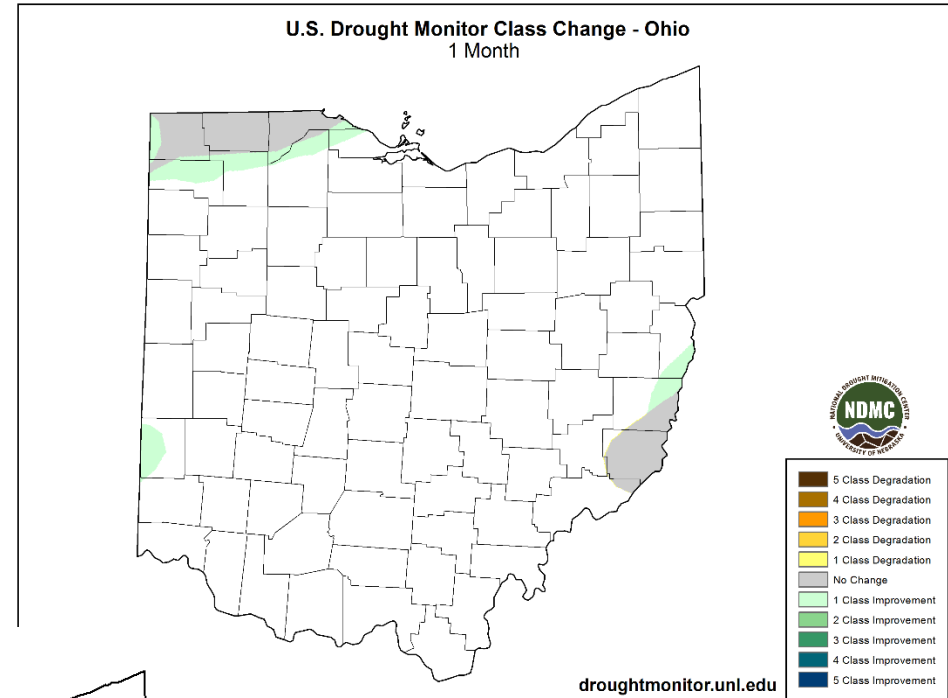 U.S. Drought Monitor Class Change - Ohio
1 Month
NATIONAL DROUGHT MITIGATION CENTER
NDMC
UNIVERSITY OF NEBRASKA
5 Class Degradation
4 Class Degradation
3 Class Degradation
2 Class Degradation
1 Class Degradation
No Change
1 Class Improvement
2 Class Improvement
3 Class Improvement
4 Class Improvement
5 Class Improvement
droughtmonitor.unl.edu